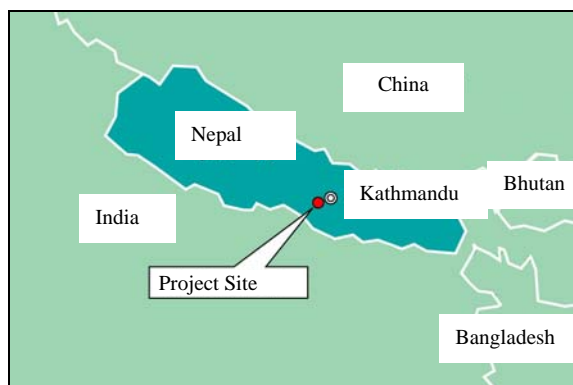 China
Nepal
Kathmandu
Bhutan
India
Project Site
Bangladesh